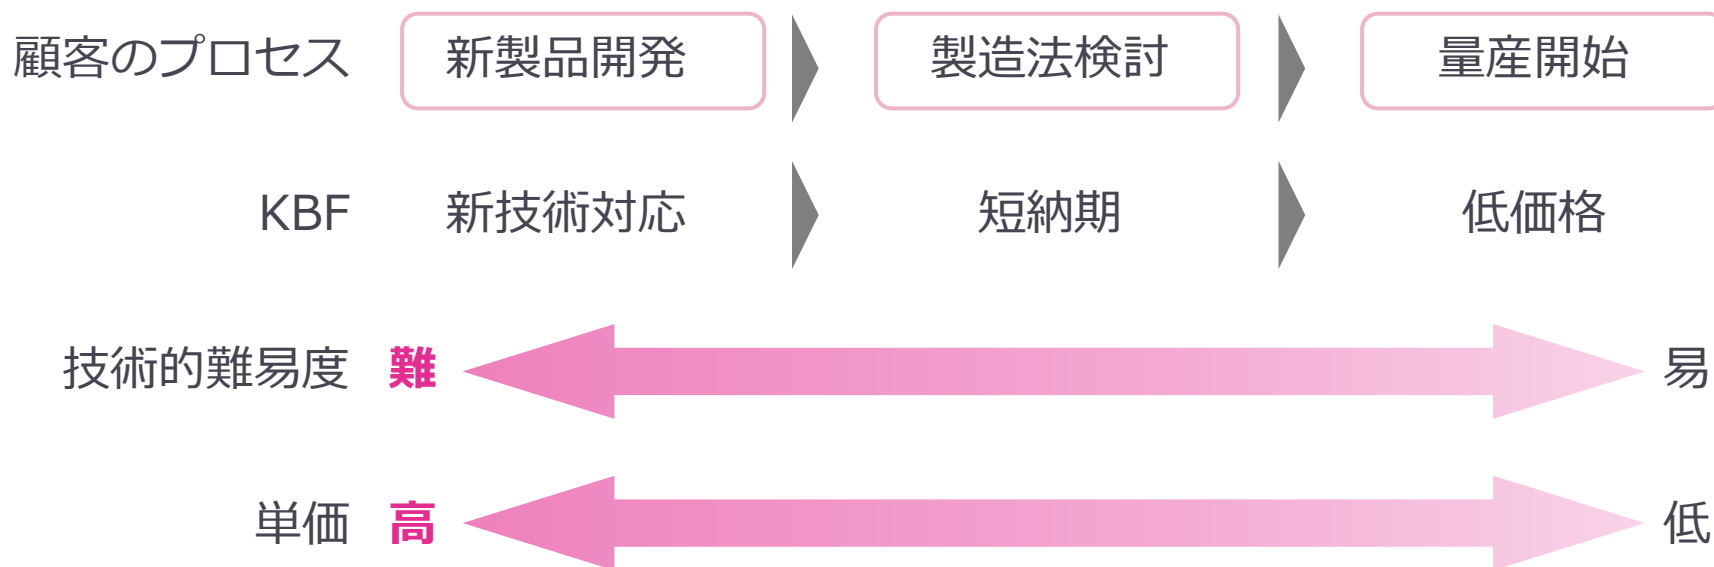 顧客のプロセス 新製品開発 製造法検討 量産開始
KBF 新技術対応 短納期 低価格
技術的難易度 難 易
単価 高 低